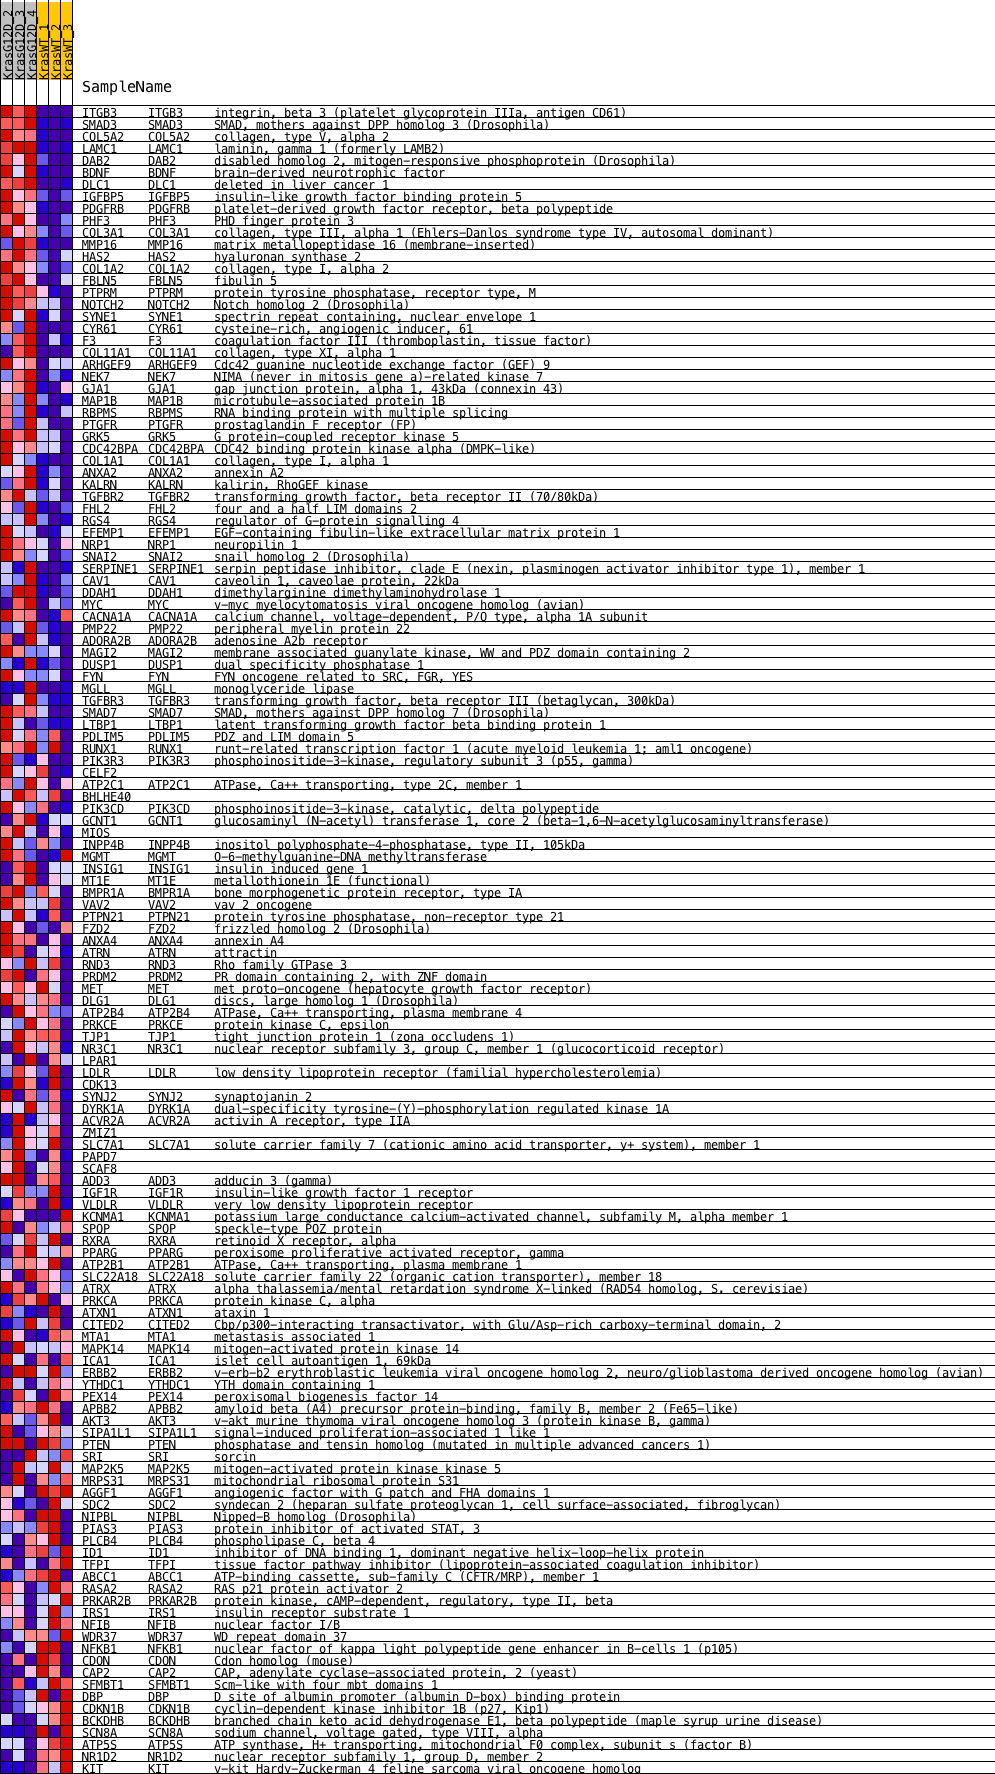 KrasG12D_2
KrasG12D_3
KrasG12D_4
KrasWT_1
KrasWT_2
KrasWT_3
SampleName
ITGB3 ITGB3 integrin, beta 3 (platelet glycoprotein IIIa, antigen CD61)
SMAD3 SMAD3 SMAD, mothers against DPP homolog 3 (Drosophila)
COL5A2 COL5A2 collagen, type V, alpha 2
LAMC1 LAMC1 laminin, gamma 1 (formerly LAMB2)
DAB2 DAB2 disabled homolog 2, mitogen-responsive phosphoprotein (Drosophila)
BDNF BDNF brain-derived neurotrophic factor
DLC1 DLC1 deleted in liver cancer 1
IGFBP5 IGFBP5 insulin-like growth factor binding protein 5
PDGFRB PDGFRB platelet-derived growth factor receptor, beta polypeptide
PHF3 PHF3 PHD finger protein 3
COL3A1 COL3A1 collagen, type III, alpha 1 (Ehlers-Danlos syndrome type IV, autosomal dominant)
MMP16 MMP16 matrix metallopeptidase 16 (membrane-inserted)
HAS2 HAS2 hyaluronan synthase 2
COL1A2 COL1A2 collagen, type I, alpha 2
FBLN5 FBLN5 fibulin 5
PTPRM PTPRM protein tyrosine phosphatase, receptor type, M
NOTCH2 NOTCH2 Notch homolog 2 (Drosophila)
SYNE1 SYNE1 spectrin repeat containing, nuclear envelope 1
CYR61 CYR61 cysteine-rich, angiogenic inducer, 61
F3 F3 coagulation factor III (thromboplastin, tissue factor)
COL11A1 COL11A1 collagen, type XI, alpha 1
ARHGEF9 ARHGEF9 Cdc42 guanine nucleotide exchange factor (GEF) 9
NEK7 NEK7 NIMA (never in mitosis gene a)-related kinase 7
GJA1 GJA1 gap junction protein, alpha 1, 43kDa (connexin 43)
MAP1B MAP1B microtubule-associated protein 1B
RBPMS RBPMS RNA binding protein with multiple splicing
PTGFR PTGFR prostaglandin F receptor (FP)
GRK5 GRK5 G protein-coupled receptor kinase 5
CDC42BPA CDC42BPA CDC42 binding protein kinase alpha (DMPK-like)
COL1A1 COL1A1 collagen, type I, alpha 1
ANXA2 ANXA2 annexin A2
KALRN KALRN kalirin, RhoGEF kinase
TGFBR2 TGFBR2 transforming growth factor, beta receptor II (70/80kDa)
FHL2 FHL2 four and a half LIM domains 2
RGS4 RGS4 regulator of G-protein signalling 4
EFEMP1 EFEMP1 EGF-containing fibulin-like extracellular matrix protein 1
NRP1 NRP1 neuropilin 1
SNAI2 SNAI2 snail homolog 2 (Drosophila)
SERPINE1 SERPINE1 serpin peptidase inhibitor, clade E (nexin, plasminogen activator inhibitor type 1), member 1
CAV1 CAV1 caveolin 1, caveolae protein, 22kDa
DDAH1 DDAH1 dimethylarginine dimethylaminohydrolase 1
MYC MYC v-myc myelocytomatosis viral oncogene homolog (avian)
CACNA1A CACNA1A calcium channel, voltage-dependent, P/Q type, alpha 1A subunit
PMP22 PMP22 peripheral myelin protein 22
ADORA2B ADORA2B adenosine A2b receptor
MAGI2 MAGI2 membrane associated guanylate kinase, WW and PDZ domain containing 2
DUSP1 DUSP1 dual specificity phosphatase 1
FYN FYN FYN oncogene related to SRC, FGR, YES
MGLL MGLL monoglyceride lipase
TGFBR3 TGFBR3 transforming growth factor, beta receptor III (betaglycan, 300kDa)
SMAD7 SMAD7 SMAD, mothers against DPP homolog 7 (Drosophila)
LTBP1 LTBP1 latent transforming growth factor beta binding protein 1
PDLIM5 PDLIM5 PDZ and LIM domain 5
RUNX1 RUNX1 runt-related transcription factor 1 (acute myeloid leukemia 1; aml1 oncogene)
PIK3R3 PIK3R3 phosphoinositide-3-kinase, regulatory subunit 3 (p55, gamma)
CELF2
ATP2C1 ATP2C1 ATPase, Ca++ transporting, type 2C, member 1
BHLHE40
PIK3CD PIK3CD phosphoinositide-3-kinase, catalytic, delta polypeptide
GCNT1 GCNT1 glucosaminyl (N-acetyl) transferase 1, core 2 (beta-1,6-N-acetylglucosaminyltransferase)
MIOS
INPP4B INPP4B inositol polyphosphate-4-phosphatase, type II, 105kDa
MGMT MGMT O-6-methylguanine-DNA methyltransferase
INSIG1 INSIG1 insulin induced gene 1
MT1E MT1E metallothionein 1E (functional)
BMPR1A BMPR1A bone morphogenetic protein receptor, type IA
VAV2 VAV2 vav 2 oncogene
PTPN21 PTPN21 protein tyrosine phosphatase, non-receptor type 21
FZD2 FZD2 frizzled homolog 2 (Drosophila)
ANXA4 ANXA4 annexin A4
ATRN ATRN attractin
RND3 RND3 Rho family GTPase 3
PRDM2 PRDM2 PR domain containing 2, with ZNF domain
MET MET met proto-oncogene (hepatocyte growth factor receptor)
DLG1 DLG1 discs, large homolog 1 (Drosophila)
ATP2B4 ATP2B4 ATPase, Ca++ transporting, plasma membrane 4
PRKCE PRKCE protein kinase C, epsilon
TJP1 TJP1 tight junction protein 1 (zona occludens 1)
NR3C1 NR3C1 nuclear receptor subfamily 3, group C, member 1 (glucocorticoid receptor)
LPAR1
LDLR LDLR low density lipoprotein receptor (familial hypercholesterolemia)
CDK13
SYNJ2 SYNJ2 synaptojanin 2
DYRK1A DYRK1A dual-specificity tyrosine-(Y)-phosphorylation regulated kinase 1A
ACVR2A ACVR2A activin A receptor, type IIA
ZMIZ1
SLC7A1 SLC7A1 solute carrier family 7 (cationic amino acid transporter, y+ system), member 1
PAPD7
SCAF8
ADD3 ADD3 adducin 3 (gamma)
IGF1R IGF1R insulin-like growth factor 1 receptor
VLDLR VLDLR very low density lipoprotein receptor
KCNMA1 KCNMA1 potassium large conductance calcium-activated channel, subfamily M, alpha member 1
SPOP SPOP speckle-type POZ protein
RXRA RXRA retinoid X receptor, alpha
PPARG PPARG peroxisome proliferative activated receptor, gamma
ATP2B1 ATP2B1 ATPase, Ca++ transporting, plasma membrane 1
SLC22A18 SLC22A18 solute carrier family 22 (organic cation transporter), member 18
ATRX ATRX alpha thalassemia/mental retardation syndrome X-linked (RAD54 homolog, S. cerevisiae)
PRKCA PRKCA protein kinase C, alpha
ATXN1 ATXN1 ataxin 1
CITED2 CITED2 Cbp/p300-interacting transactivator, with Glu/Asp-rich carboxy-terminal domain, 2
MTA1 MTA1 metastasis associated 1
MAPK14 MAPK14 mitogen-activated protein kinase 14
ICA1 ICA1 islet cell autoantigen 1, 69kDa
ERBB2 ERBB2 v-erb-b2 erythroblastic leukemia viral oncogene homolog 2, neuro/glioblastoma derived oncogene homolog (avian)
YTHDC1 YTHDC1 YTH domain containing 1
PEX14 PEX14 peroxisomal biogenesis factor 14
APBB2 APBB2 amyloid beta (A4) precursor protein-binding, family B, member 2 (Fe65-like)
AKT3 AKT3 v-akt murine thymoma viral oncogene homolog 3 (protein kinase B, gamma)
SIPA1L1 SIPA1L1 signal-induced proliferation-associated 1 like 1
PTEN PTEN phosphatase and tensin homolog (mutated in multiple advanced cancers 1)
SRI SRI sorcin
MAP2K5 MAP2K5 mitogen-activated protein kinase kinase 5
MRPS31 MRPS31 mitochondrial ribosomal protein S31
AGGF1 AGGF1 angiogenic factor with G patch and FHA domains 1
SDC2 SDC2 syndecan 2 (heparan sulfate proteoglycan 1, cell surface-associated, fibroglycan)
NIPBL NIPBL Nipped-B homolog (Drosophila)
PIAS3 PIAS3 protein inhibitor of activated STAT, 3
PLCB4 PLCB4 phospholipase C, beta 4
ID1 ID1 inhibitor of DNA binding 1, dominant negative helix-loop-helix protein
TFPI TFPI tissue factor pathway inhibitor (lipoprotein-associated coagulation inhibitor)
ABCC1 ABCC1 ATP-binding cassette, sub-family C (CFTR/MRP), member 1
RASA2 RASA2 RAS p21 protein activator 2
PRKAR2B PRKAR2B protein kinase, cAMP-dependent, regulatory, type II, beta
IRS1 IRS1 insulin receptor substrate 1
NFIB NFIB nuclear factor I/B
WDR37 WDR37 WD repeat domain 37
NFKB1 NFKB1 nuclear factor of kappa light polypeptide gene enhancer in B-cells 1 (p105)
CDON CDON Cdon homolog (mouse)
CAP2 CAP2 CAP, adenylate cyclase-associated protein, 2 (yeast)
SFMBT1 SFMBT1 Scm-like with four mbt domains 1
DBP DBP D site of albumin promoter (albumin D-box) binding protein
CDKN1B CDKN1B cyclin-dependent kinase inhibitor 1B (p27, Kip1)
BCKDHB BCKDHB branched chain keto acid dehydrogenase E1, beta polypeptide (maple syrup urine disease)
SCN8A SCN8A sodium channel, voltage gated, type VIII, alpha
ATP5S ATP5S ATP synthase, H+ transporting, mitochondrial F0 complex, subunit s (factor B)
NR1D2 NR1D2 nuclear receptor subfamily 1, group D, member 2
KIT KIT v-kit Hardy-Zuckerman 4 feline sarcoma viral oncogene homolog